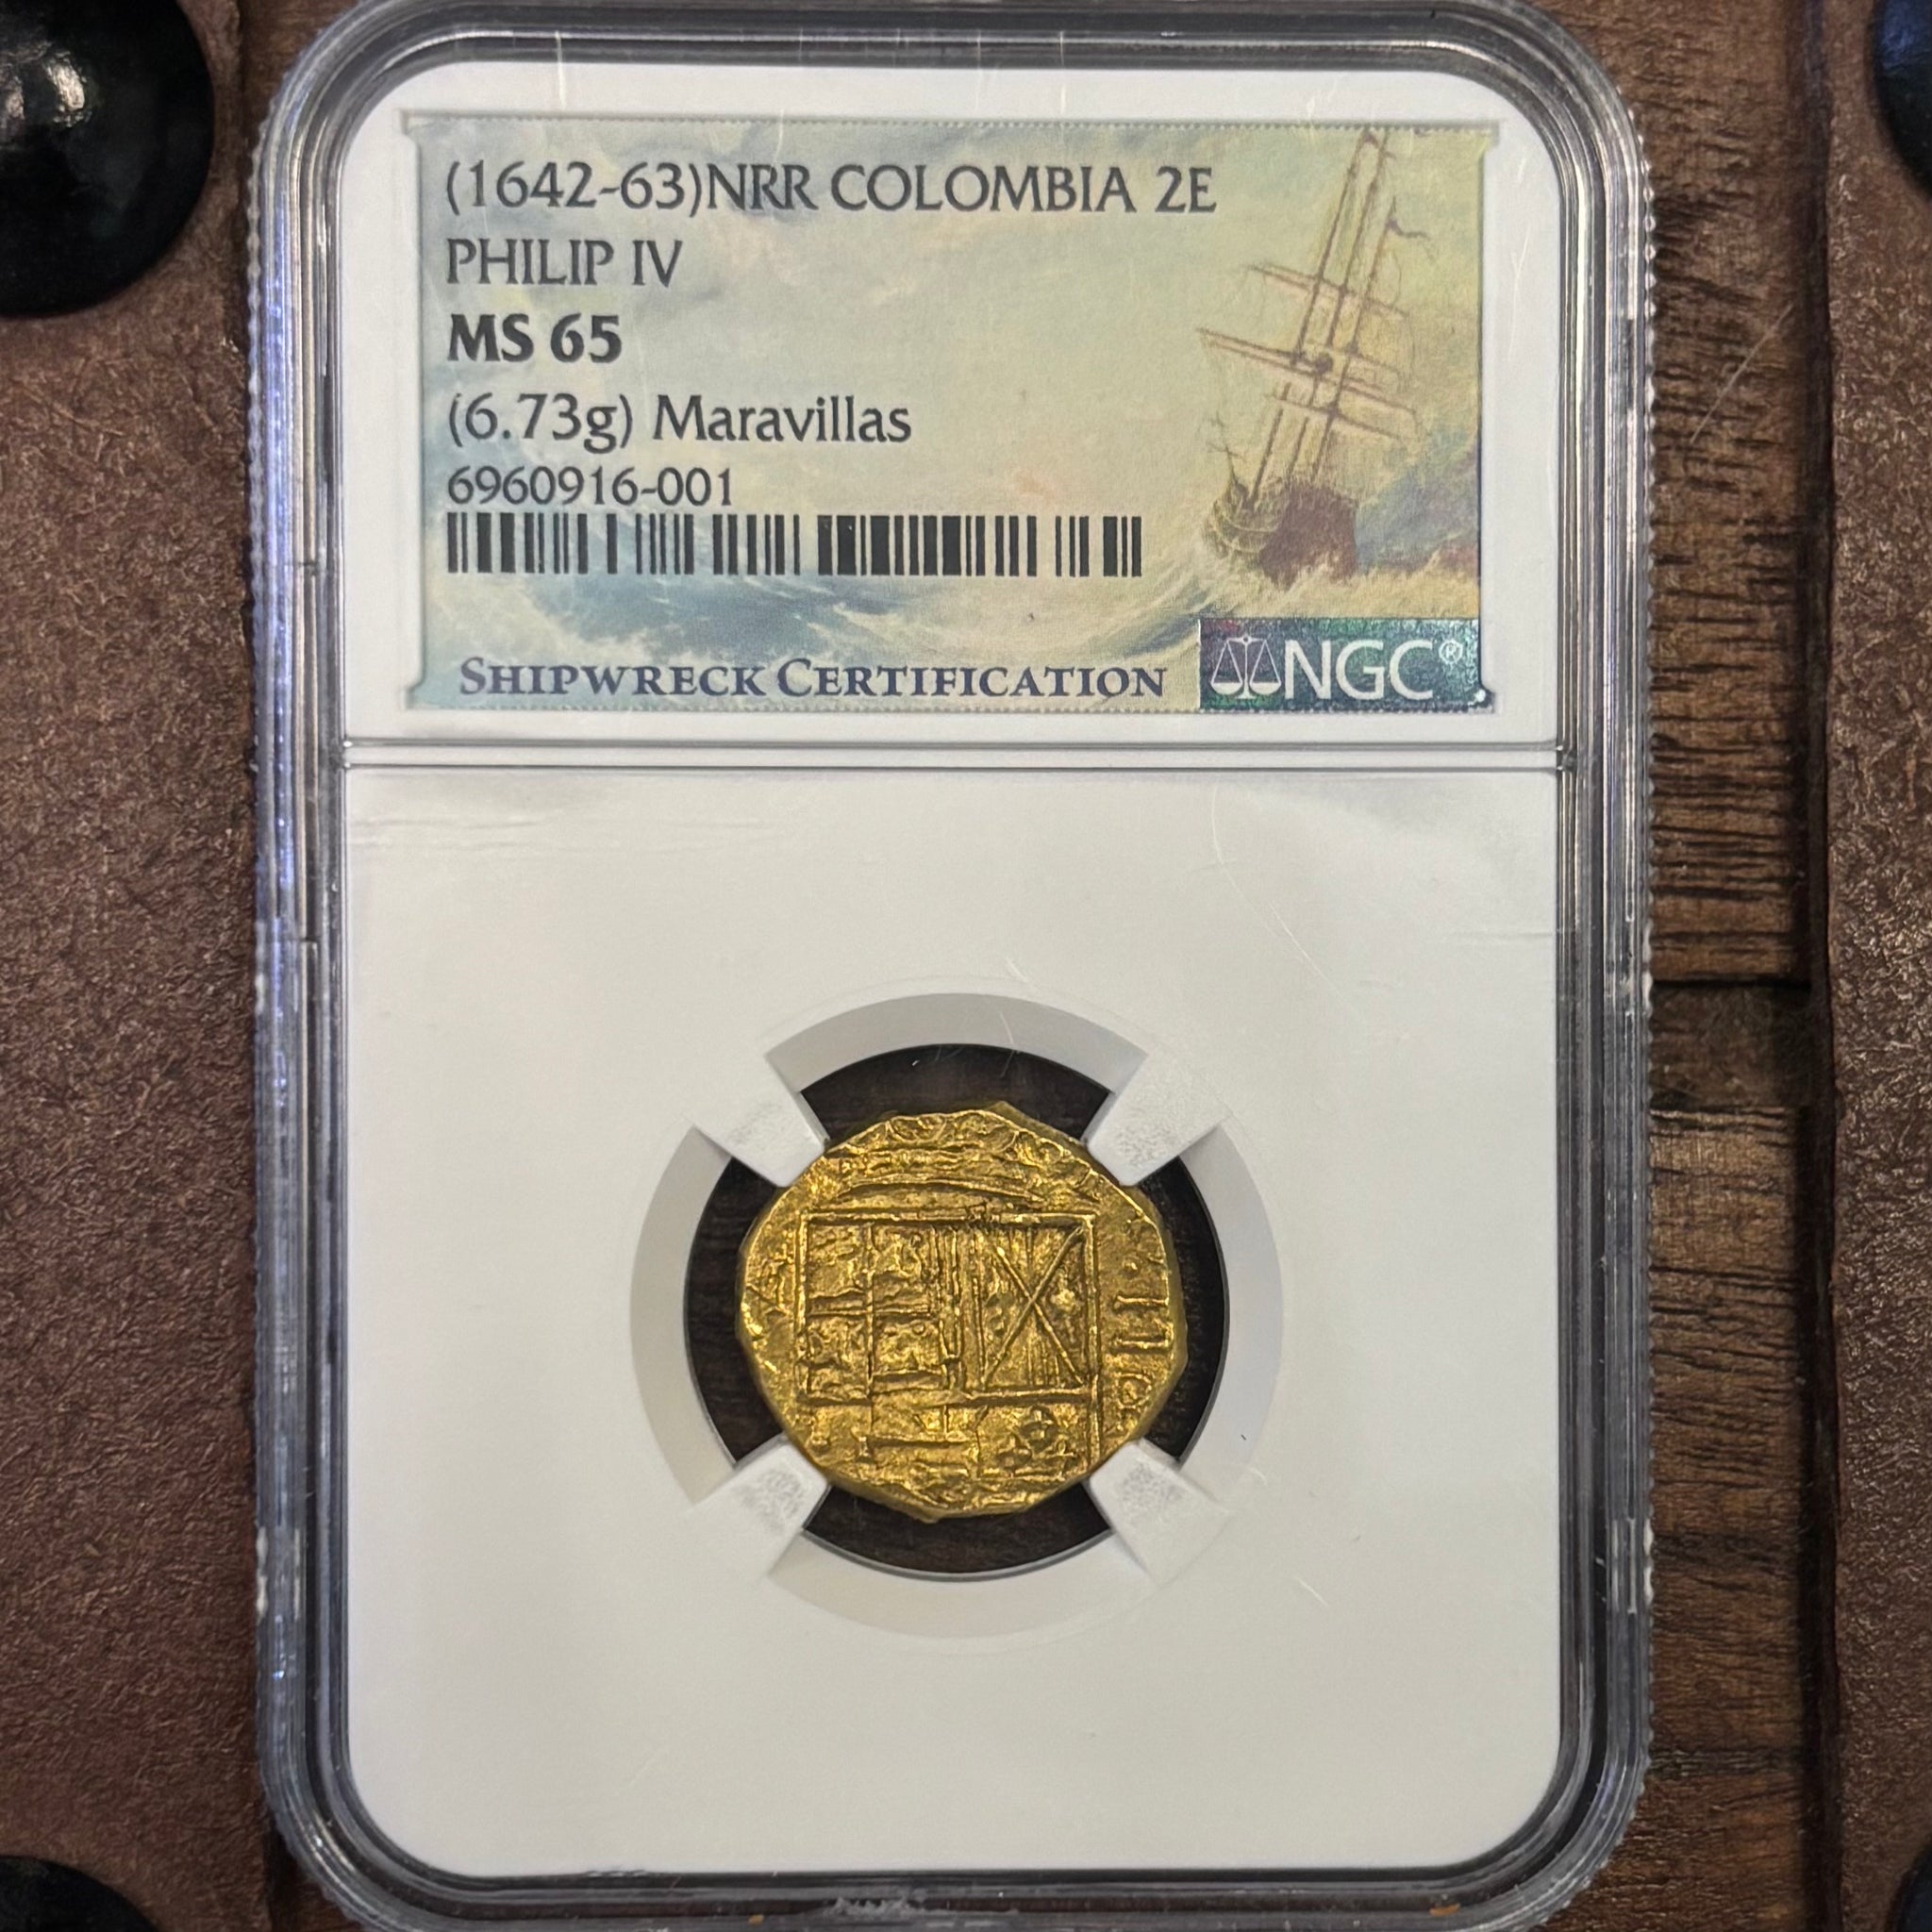 (1642-63)NRR COLOMBIA 2E
PHILIP IV
MS 65
(6.73g) Maravillas
6960916-001
SHIPWRECK CERTIFICATION
NGC®